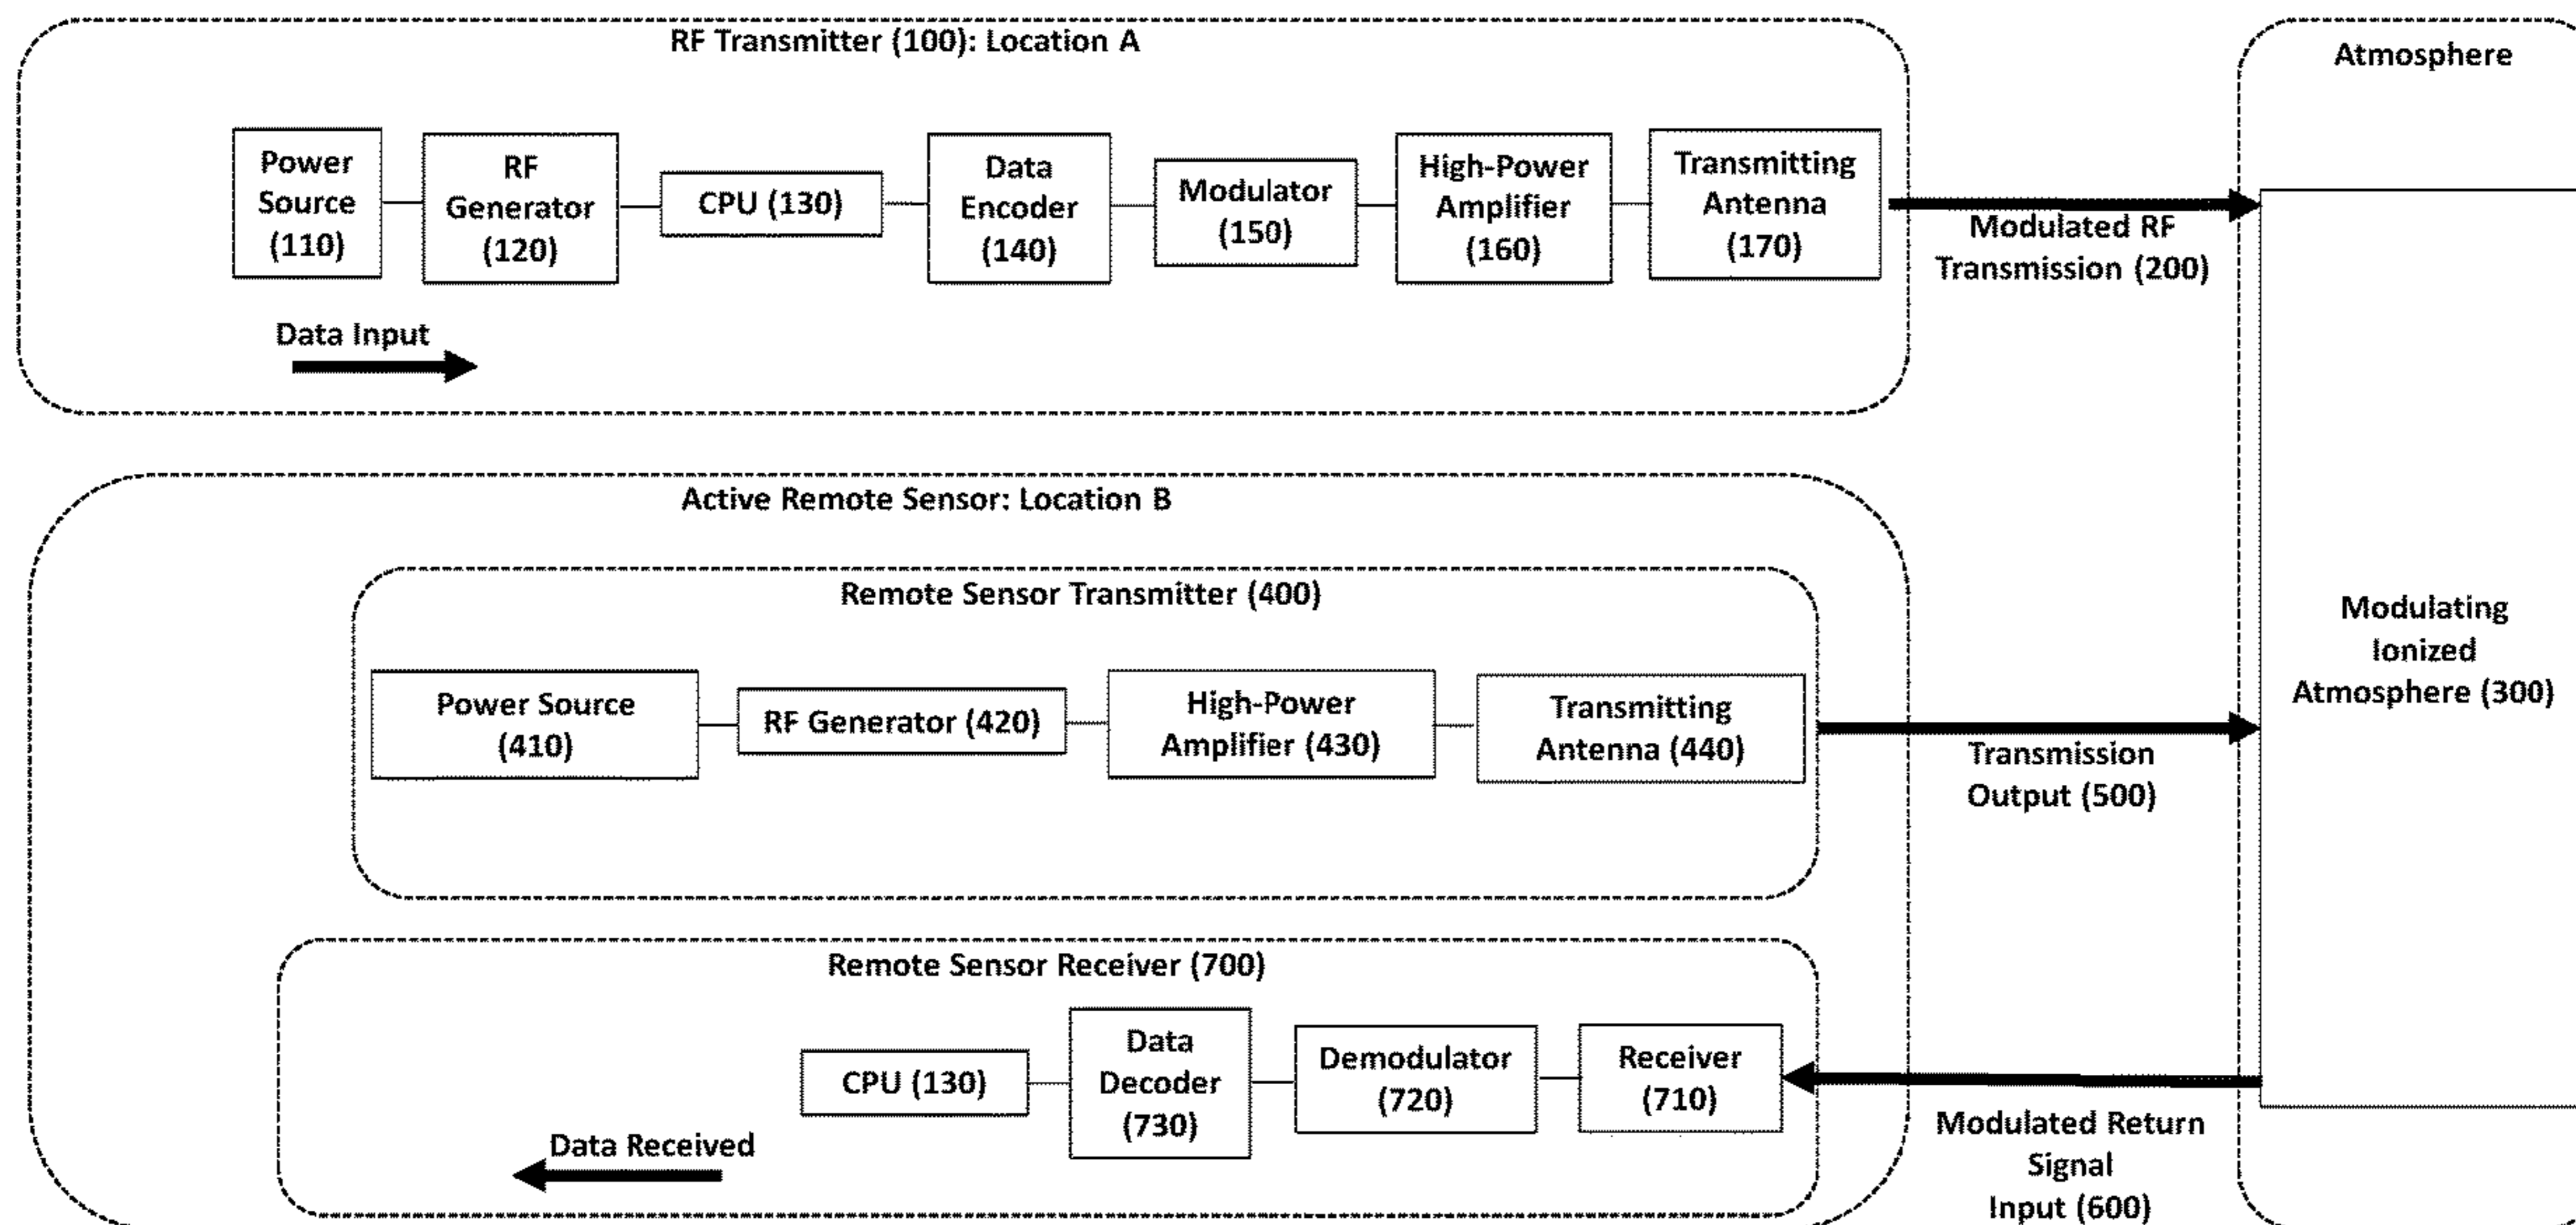 RF Transmitter (100): Location A
Atmosphere
Power
Source
(110)
RF
Generator
(120)
CPU (130)
Data
Encoder
(140)
Modulator
(150)
High-Power
Amplifier
(160)
Transmitting
Antenna
(170)
Modulated RF
Transmission (200)
Data Input
Active Remote Sensor: Location B
Remote Sensor Transmitter (400)
Power Source
(410)
RF Generator (420)
High-Power
Amplifier (430)
Transmitting
Antenna (440)
Transmission
Output (500)
Modulating
Ionized
Atmosphere (300)
Remote Sensor Receiver (700)
CPU (130)
Data
Decoder
(730)
Demodulator
(720)
Receiver
(710)
Data Received
Modulated Return
Signal
Input (600)